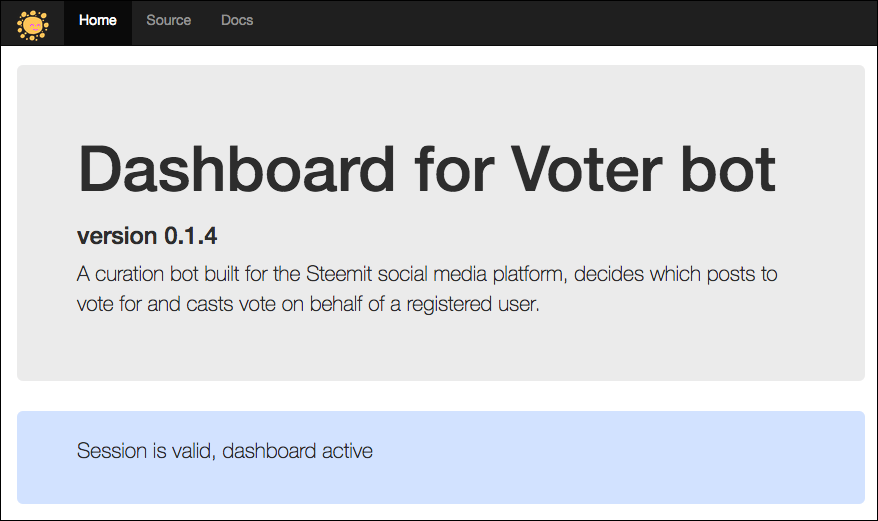 Home Source Docs
Dashboard for Voter bot
version 0.1.4
A curation bot built for the Steemit social media platform, decides which posts to
vote for and casts vote on behalf of a registered user.
Session is valid, dashboard active